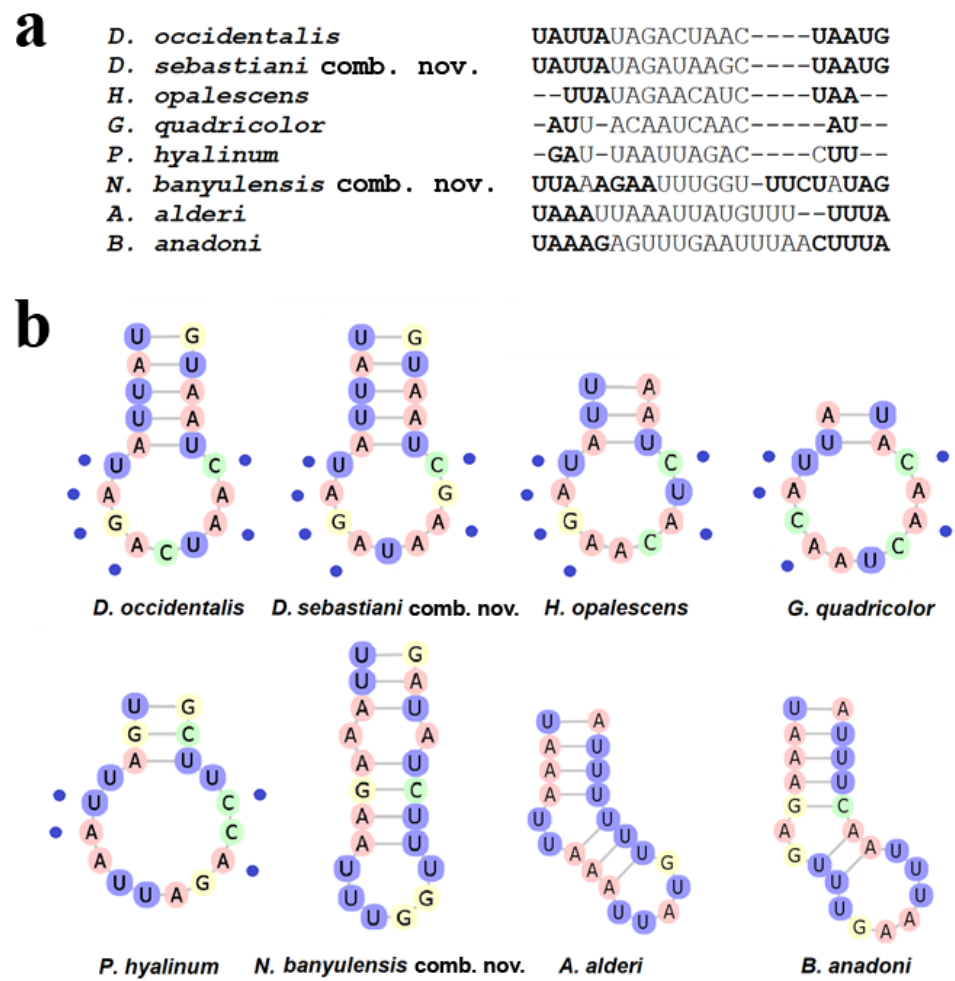 a
D. occidentalis UAUUAUAGACUAAC----UAAUG
D. sebastiani comb. nov. UAUUAUAGAUAAGC----UAAUG
H. opalescens --UUAUAGAACAUC----UAA--
G. quadricolor -AUU-ACAAUCAAC-----AU--
P. hyalinum -GAU-UAAUUAGAC----CUU--
N. banyulensis comb. nov. UUAAAGAAUUUGGU-UUCUAUAG
A. alderi UAAAUUAAAUUAUGUUU--UUUA
B. anadoni UAAAGAGUUUGAAUUUAACUUUA
b
U A U U A U A G A C U A A C U A A U G
D. occidentalis
U A U U A U A G A U A A G C U A A U G
D. sebastiani comb. nov.
U U A U A G A A C A U C U A A
H. opalescens
A U U A C A A U C A A C A U
G. quadricolor
U G A U U A A U U A G A C C U U C G
P. hyalinum
U U A A A G A A U U U G G U U U C U A U A G
N. banyulensis comb. nov.
U A A A U U A A A U U A U G U U U U U U A
A. alderi
U A A A G A G U U U G A A U U U A A C U U U A
B. anadoni